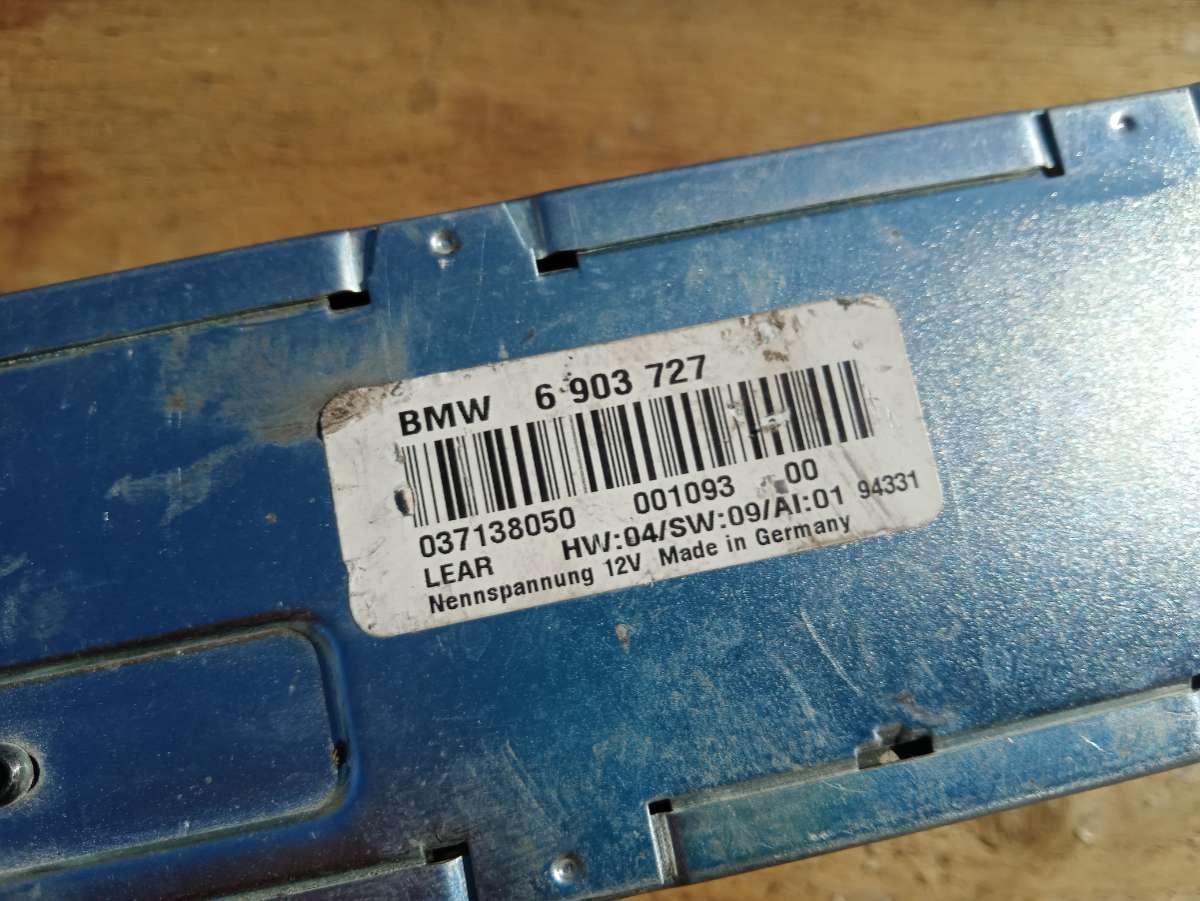 BMW 6 903 727
037138050 001093 00
LEAR HW:04/SW:09/AI:01 94331
Nennspannung 12V Made in Germany